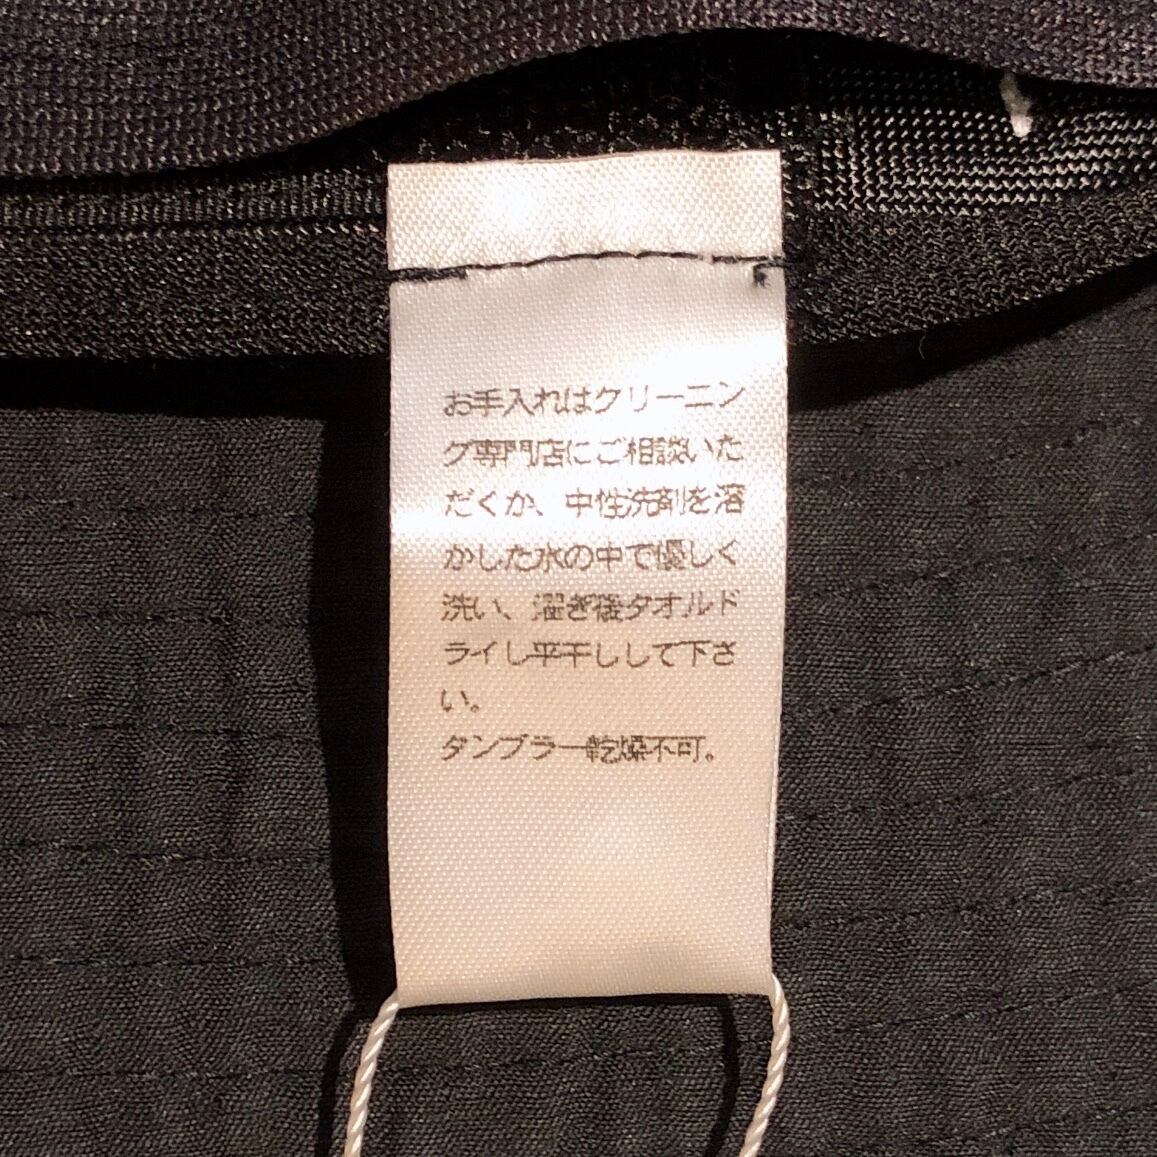 お手入れはクリーニン
グ専門店にご相談いた
だくか、中性洗剤を溶
かした水の中で優しく
洗い、濯ぎ後タオルド
ライし平干しして下さ
い。
タンブラー乾燥不可。